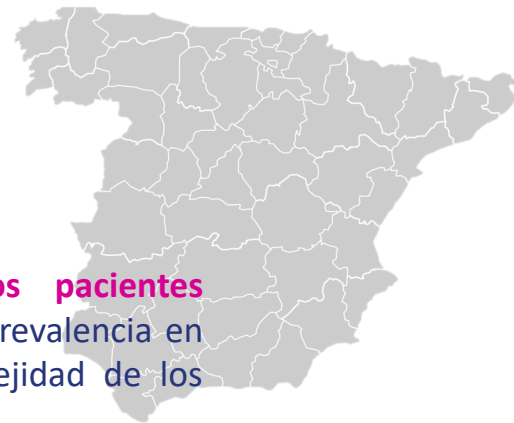 os pacientes
revalencia en
ejidad de los